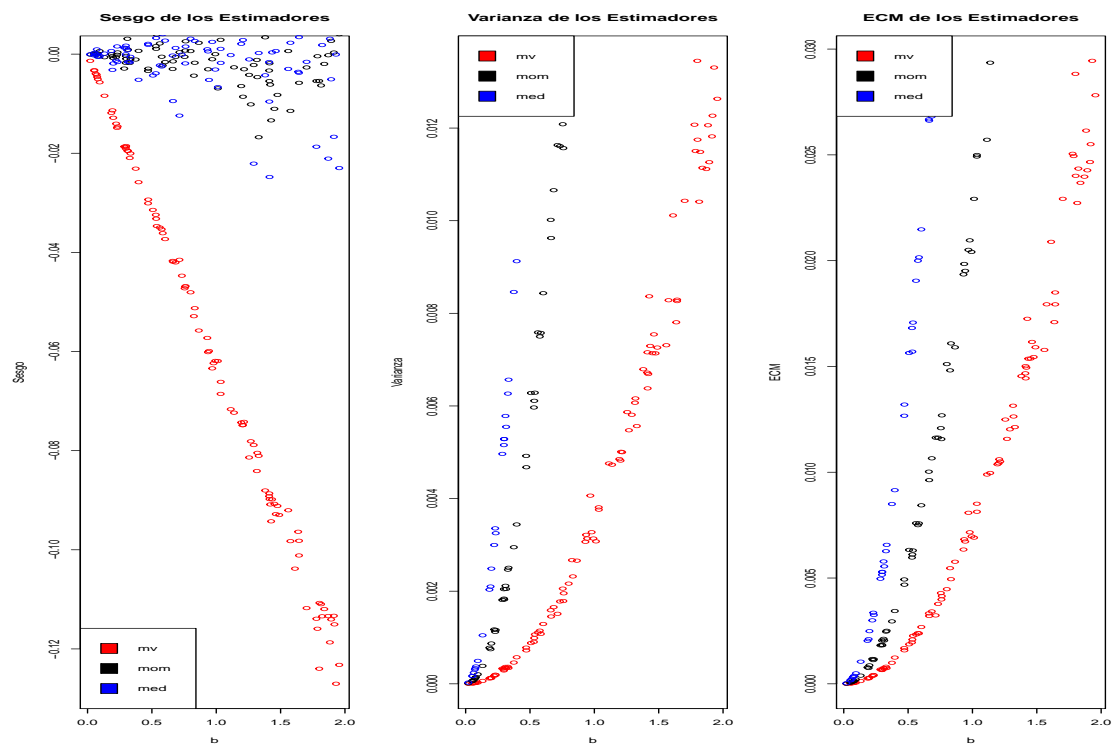 Sesgo de los Estimadores
Sesgo
0.00
-0.02
-0.04
-0.06
-0.08
-0.10
-0.12
mv
mom
med
0.0
0.5
1.0
1.5
2.0
b
Varianza de los Estimadores
Varianza
0.012
0.010
0.008
0.006
0.004
0.002
0.000
mv
mom
med
0.0
0.5
1.0
1.5
2.0
b
ECM de los Estimadores
ECM
0.030
0.025
0.020
0.015
0.010
0.005
0.000
mv
mom
med
0.0
0.5
1.0
1.5
2.0
b